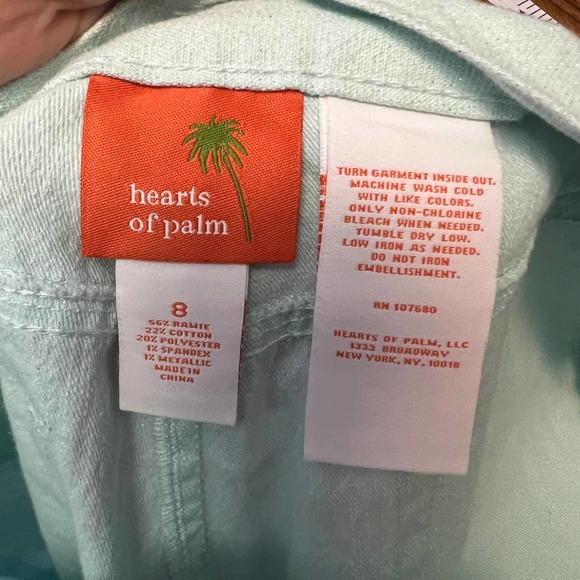 hearts
of palm
8
56% RAMIE
22% COTTON
20% POLYESTER
1% SPANDEX
1% METALLIC
MADE IN
CHINA
TURN GARMENT INSIDE OUT.
MACHINE WASH COLD
WITH LIKE COLORS.
ONLY NON-CHLORINE
BLEACH WHEN NEEDED.
TUMBLE DRY LOW.
LOW IRON AS NEEDED.
DO NOT IRON
EMBELLISHMENT.
RN 107680
HEARTS OF PALM, LLC
1333 BROADWAY
NEW YORK, NY, 10018